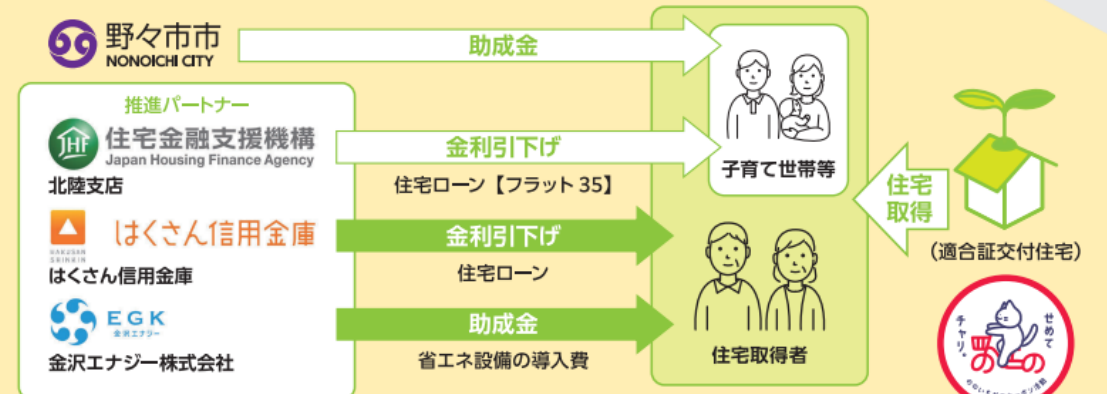 野々市市
NONOICHI CITY
助成金
推進パートナー
JHF
住宅金融支援機構
Japan Housing Finance Agency
北陸支店
金利引下げ
住宅ローン【フラット 35】
子育て世帯等
住宅
取得
(適合証交付住宅)
HAKUSAN
SHINKIN
はくさん信用金庫
はくさん信用金庫
金利引下げ
住宅ローン
EGK
金沢エナジー
金沢エナジー株式会社
助成金
省エネ設備の導入費
住宅取得者
せめて
チャリ。
のの